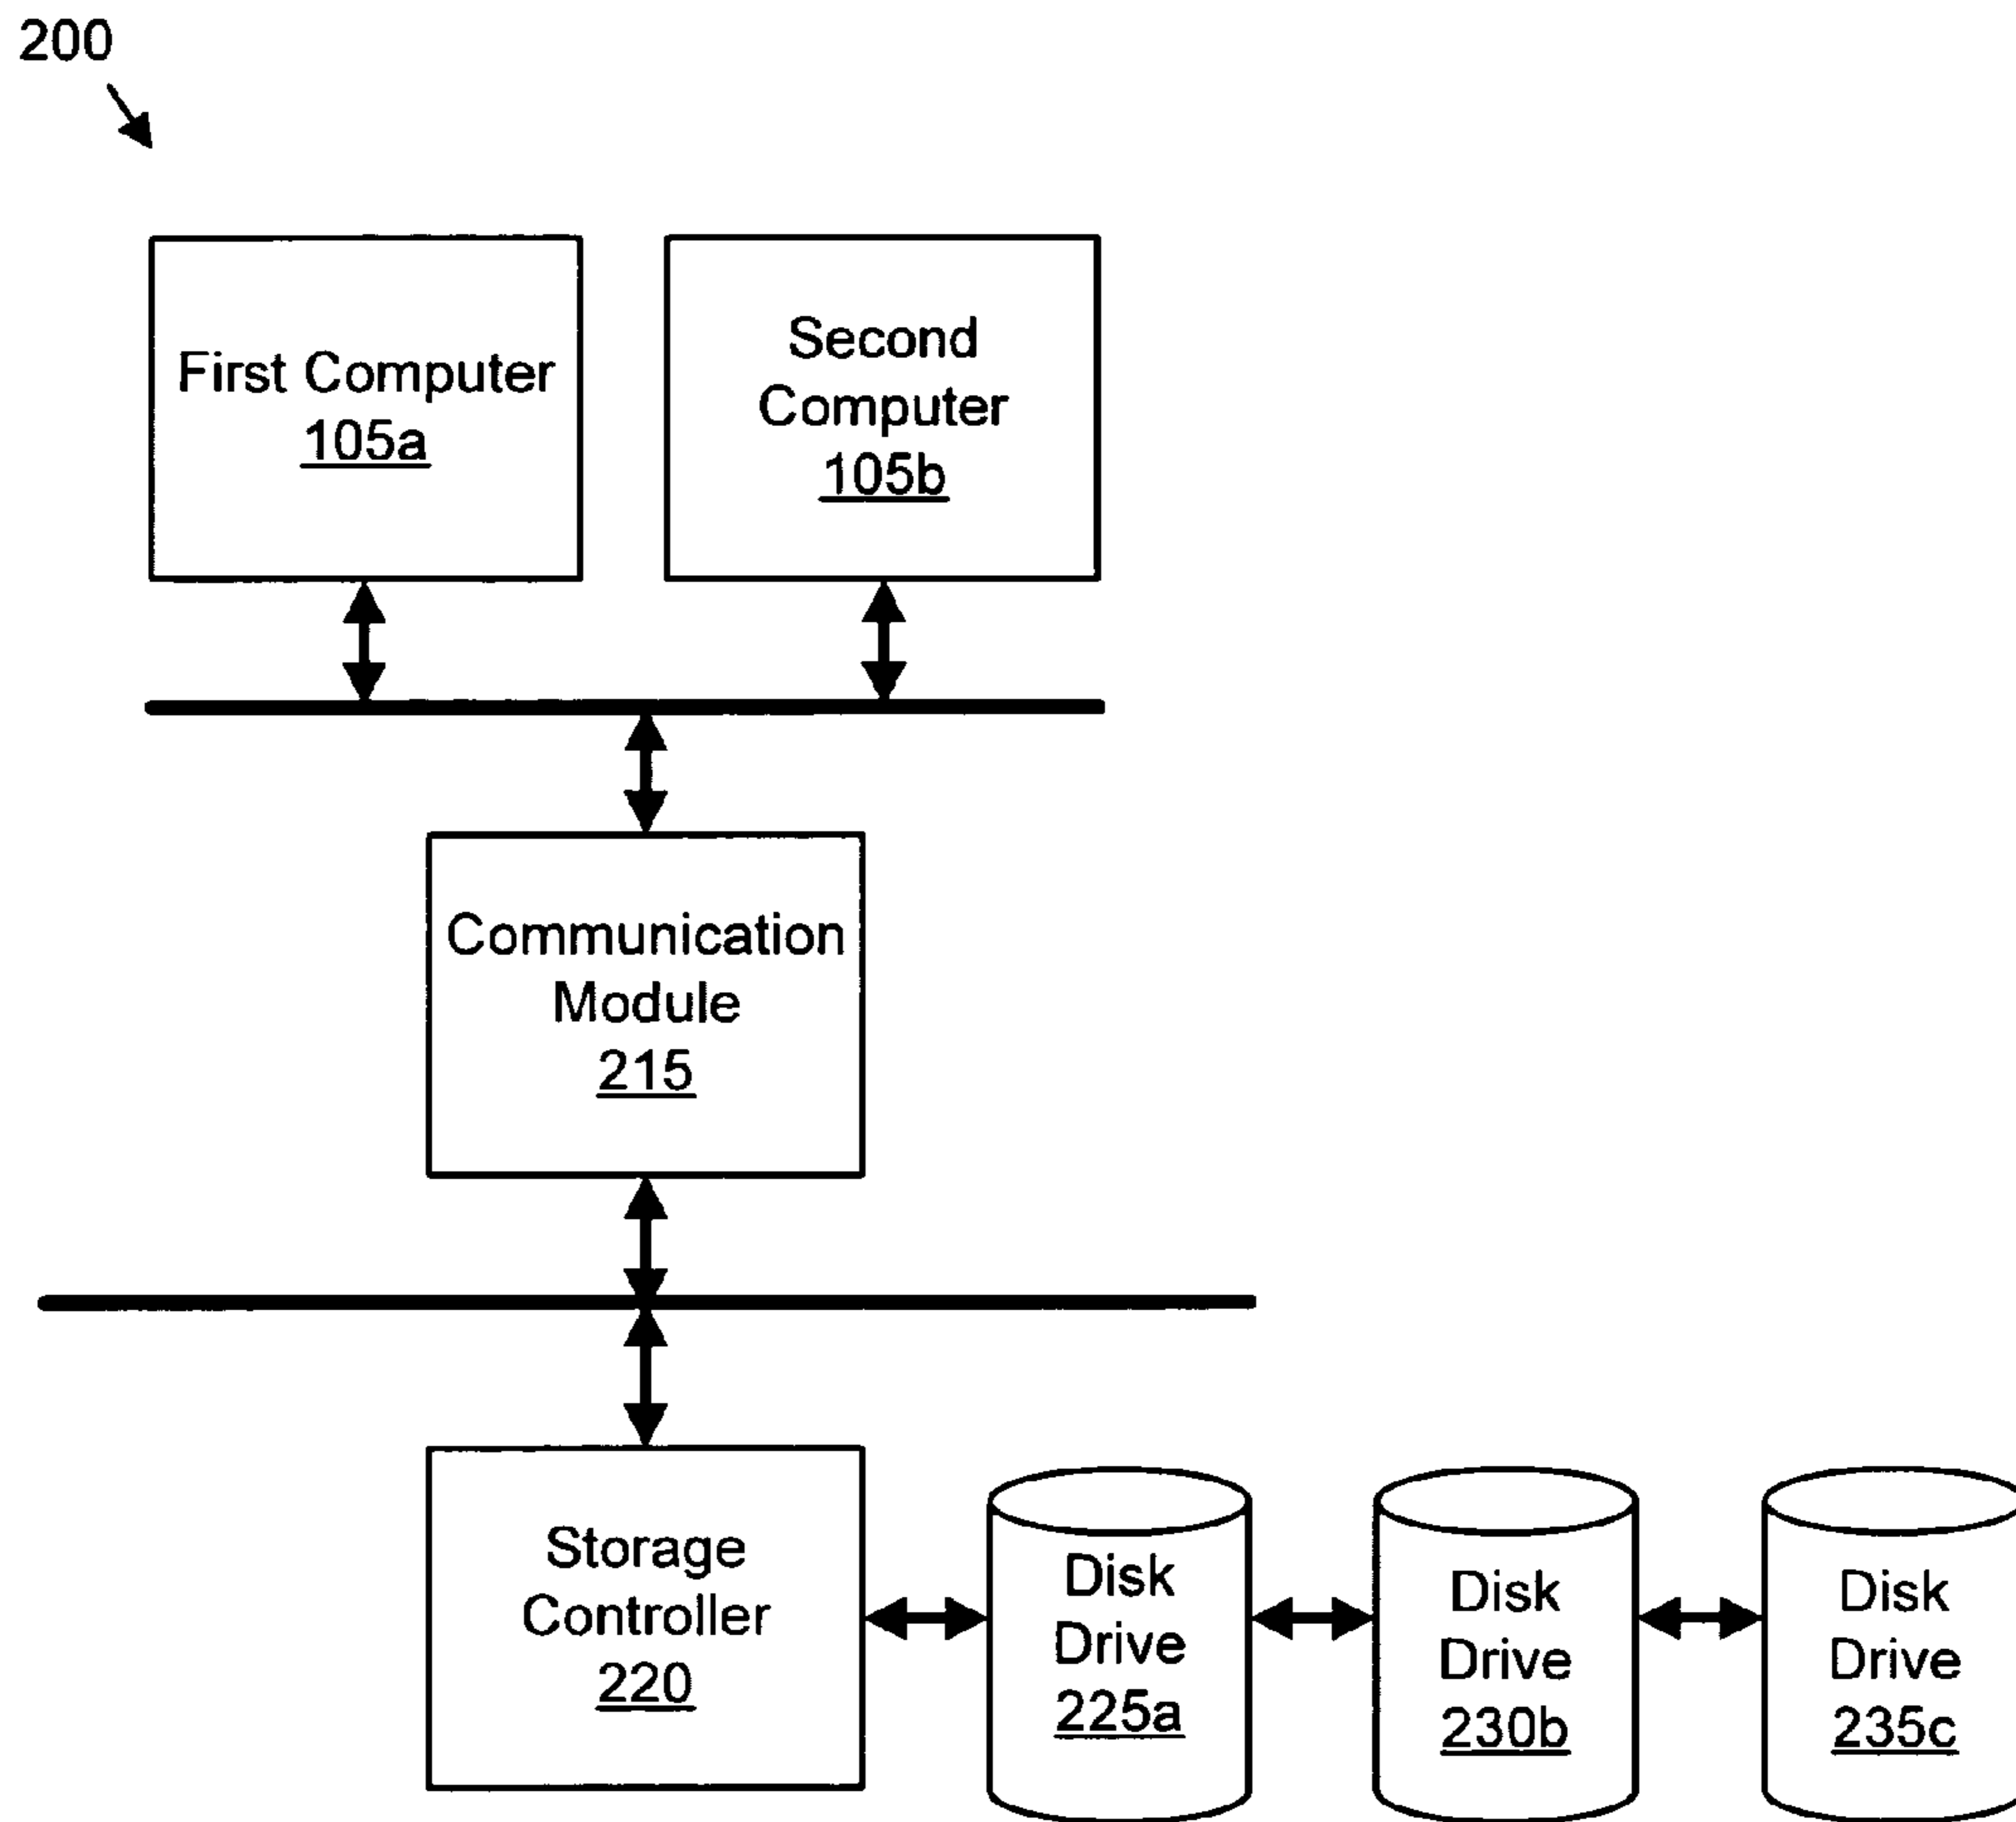 200
First Computer
105a
Second
Computer
105b
Communication
Module
215
Storage
Controller
220
Disk
Drive
225a
Disk
Drive
230b
Disk
Drive
235c